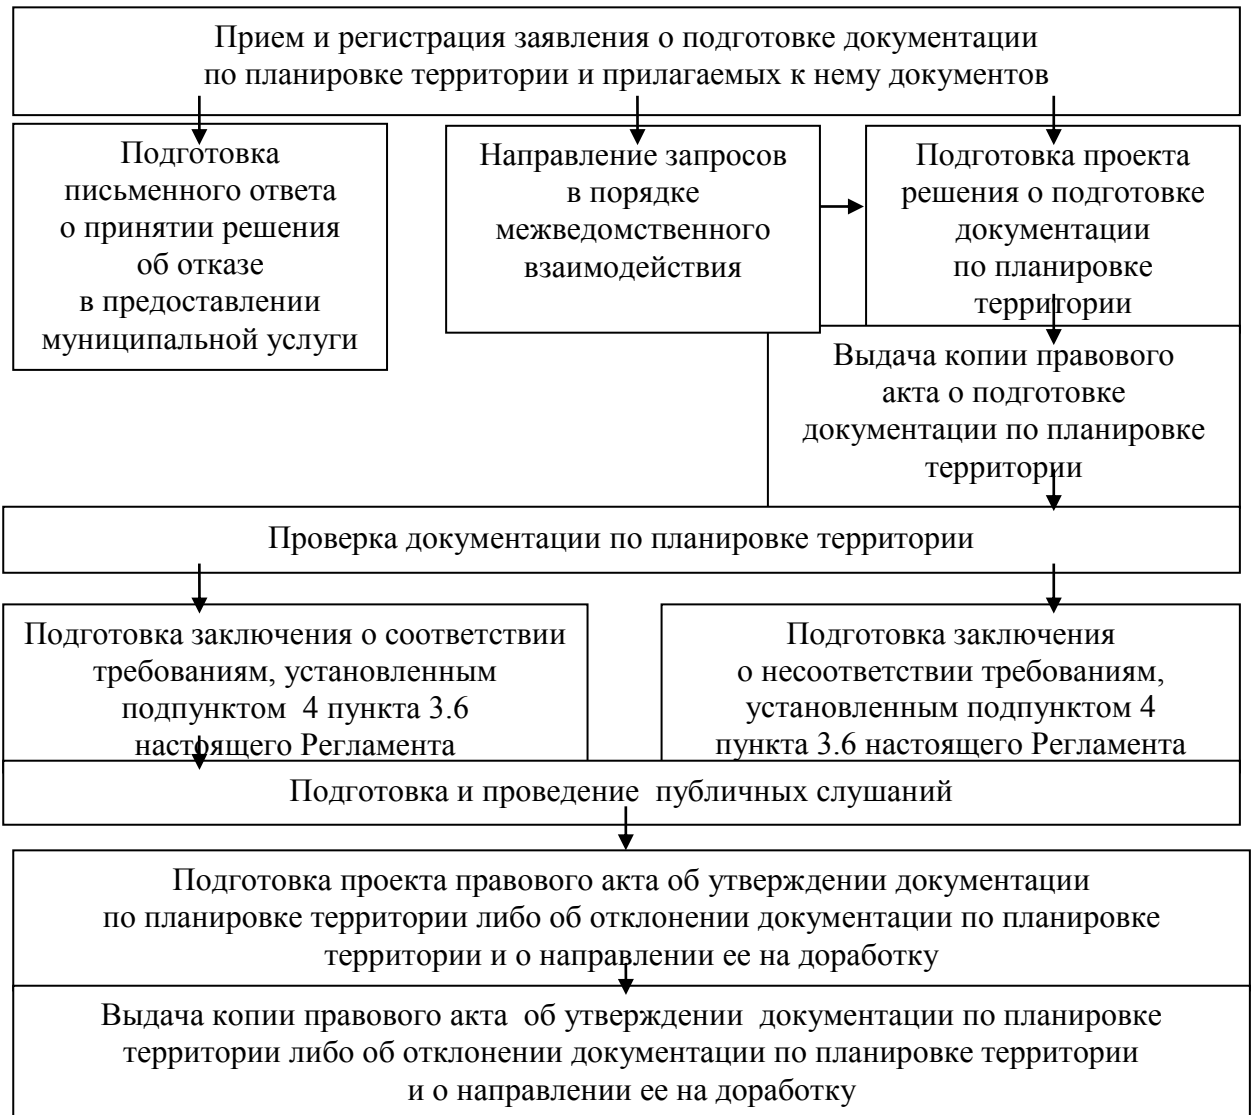 Прием и регистрация заявления о подготовке документации
по планировке территории и прилагаемых к нему документов
Подготовка
письменного ответа
о принятии решения
об отказе
в предоставлении
муниципальной услуги
Направление запросов
в порядке
межведомственного
взаимодействия
Подготовка проекта
решения о подготовке
документации
по планировке
территории
Выдача копии правового
акта о подготовке
документации по планировке
территории
Проверка документации по планировке территории
Подготовка заключения о соответствии
требованиям, установленным
подпунктом 4 пункта 3.6
настоящего Регламента
Подготовка заключения
о несоответствии требованиям,
установленным подпунктом 4
пункта 3.6 настоящего Регламента
Подготовка и проведение публичных слушаний
Подготовка проекта правового акта об утверждении документации
по планировке территории либо об отклонении документации по планировке
территории и о направлении ее на доработку
Выдача копии правового акта об утверждении документации по планировке
территории либо об отклонении документации по планировке территории
и о направлении ее на доработку